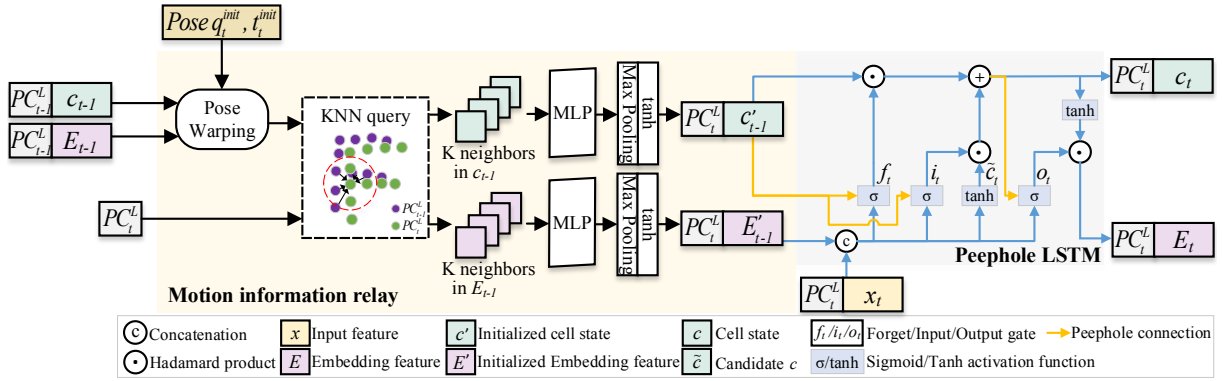 Pose q_t^init, t_t^init
PC_{t-1}^L c_{t-1}
PC_{t-1}^L E_{t-1}
Pose
Warping
PC_t^L
KNN query
PC_{t-1}^L
PC_t^L
K neighbors
in c_{t-1}
K neighbors
in E_{t-1}
MLP
Max Pooling
tanh
MLP
Max Pooling
tanh
PC_t^L c'_{t-1}
PC_t^L E'_{t-1}
Motion information relay
f_t
i_t
c̃_t
o_t
σ
σ
tanh
σ
tanh
+
c
PC_t^L x_t
PC_t^L c_t
PC_t^L E_t
Peephole LSTM
c Concatenation
x Input feature
c' Initialized cell state
c Cell state
f_t/i_t/o_t Forget/Input/Output gate
Peephole connection
Hadamard product
E Embedding feature
E' Initialized Embedding feature
c̃ Candidate c
σ/tanh Sigmoid/Tanh activation function